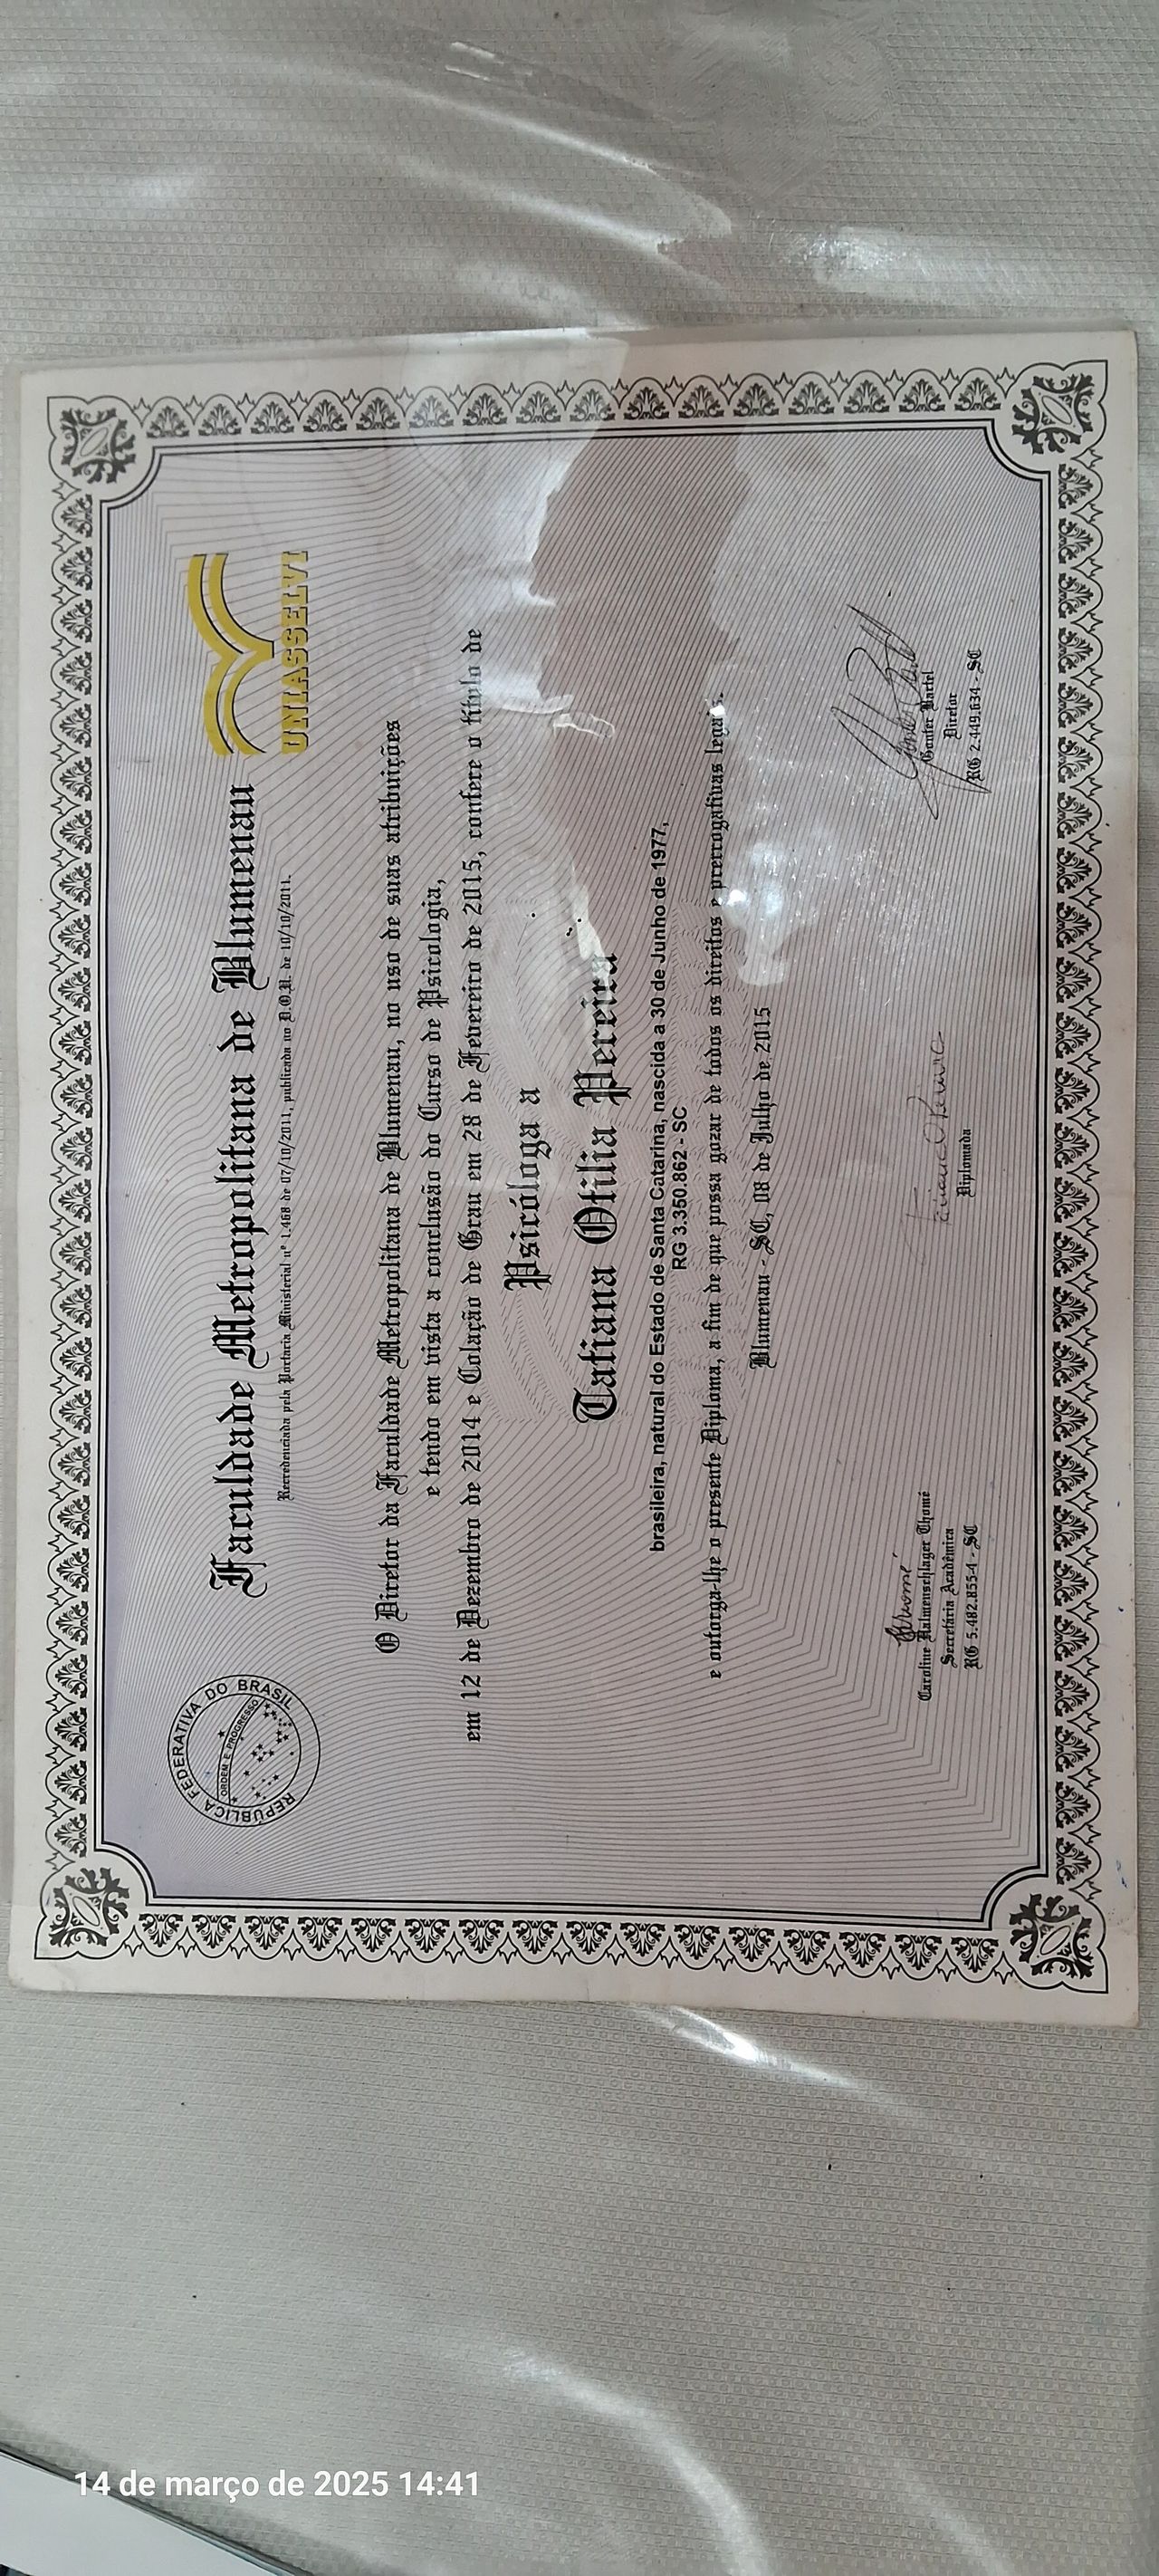 REPÚBLICA FEDERATIVA DO BRASIL
ORDEM E PROGRESSO
Faculdade Metropolitana de Blumenau
Recredenciada pela Portaria Ministerial nº 1.468 de 07/10/2011, publicada no D.O.U. de 10/10/2011.
UNIASSELVI
O Diretor da Faculdade Metropolitana de Blumenau, no uso de suas atribuições
e tendo em vista a conclusão do Curso de Psicologia,
em 12 de Dezembro de 2014 e Colação de Grau em 28 de Fevereiro de 2015, confere o título de
Psicóloga a
Tatiana Otilia Pereira
brasileira, natural do Estado de Santa Catarina, nascida a 30 de Junho de 1977,
RG 3.350.862 - SC
e outorga-lhe o presente Diploma, a fim de que possa gozar de todos os direitos e prerrogativas legais.
Blumenau - SC, 08 de Julho de 2015
Thomé
Caroline Halmenschlager Thomé
Secretária Acadêmica
RG 5.482.855-4 - SC
Diplomada
Gonter Bartel
Diretor
RG 2.449.634 - SC
14 de março de 2025 14:41